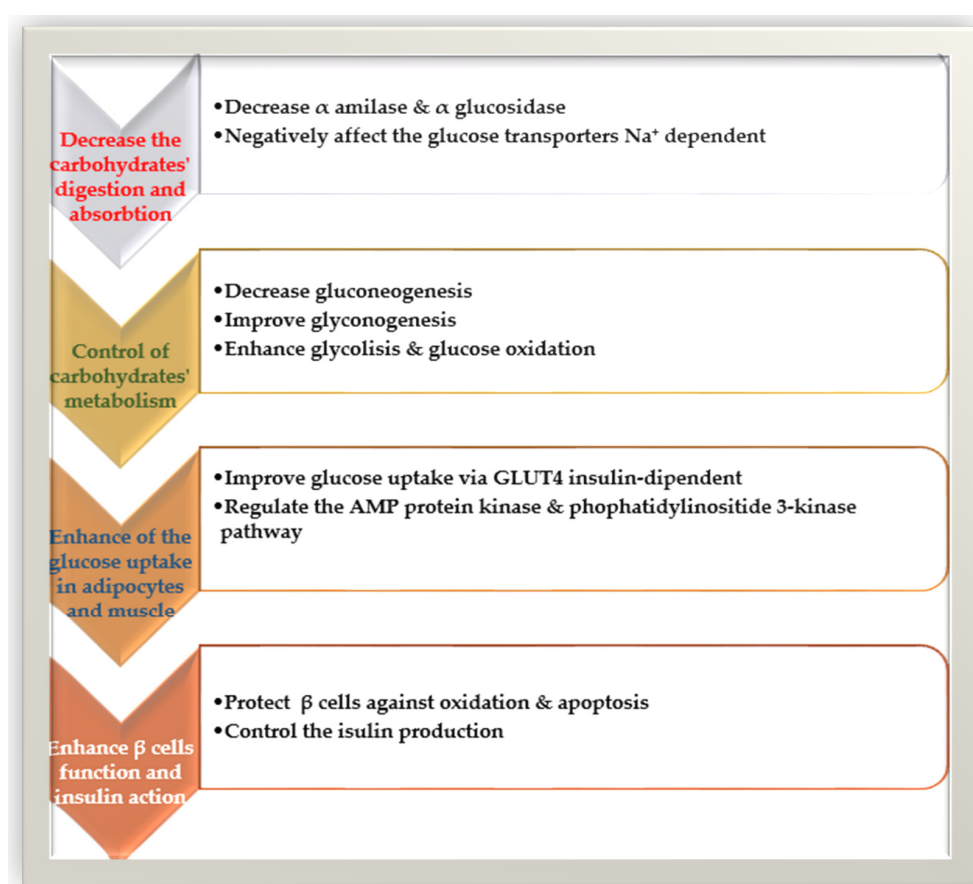 Decrease the
carbohydrates'
digestion and
absorbtion
•Decrease α amilase & α glucosidase
•Negatively affect the glucose transporters Na⁺ dependent
Control of
carbohydrates'
metabolism
•Decrease gluconeogenesis
•Improve glyconogenesis
•Enhance glycolisis & glucose oxidation
Enhance of the
glucose uptake
in adipocytes
and muscle
•Improve glucose uptake via GLUT4 insulin-dipendent
•Regulate the AMP protein kinase & phophatidylinositide 3-kinase
pathway
Enhance β cells
function and
insulin action
•Protect β cells against oxidation & apoptosis
•Control the isulin production